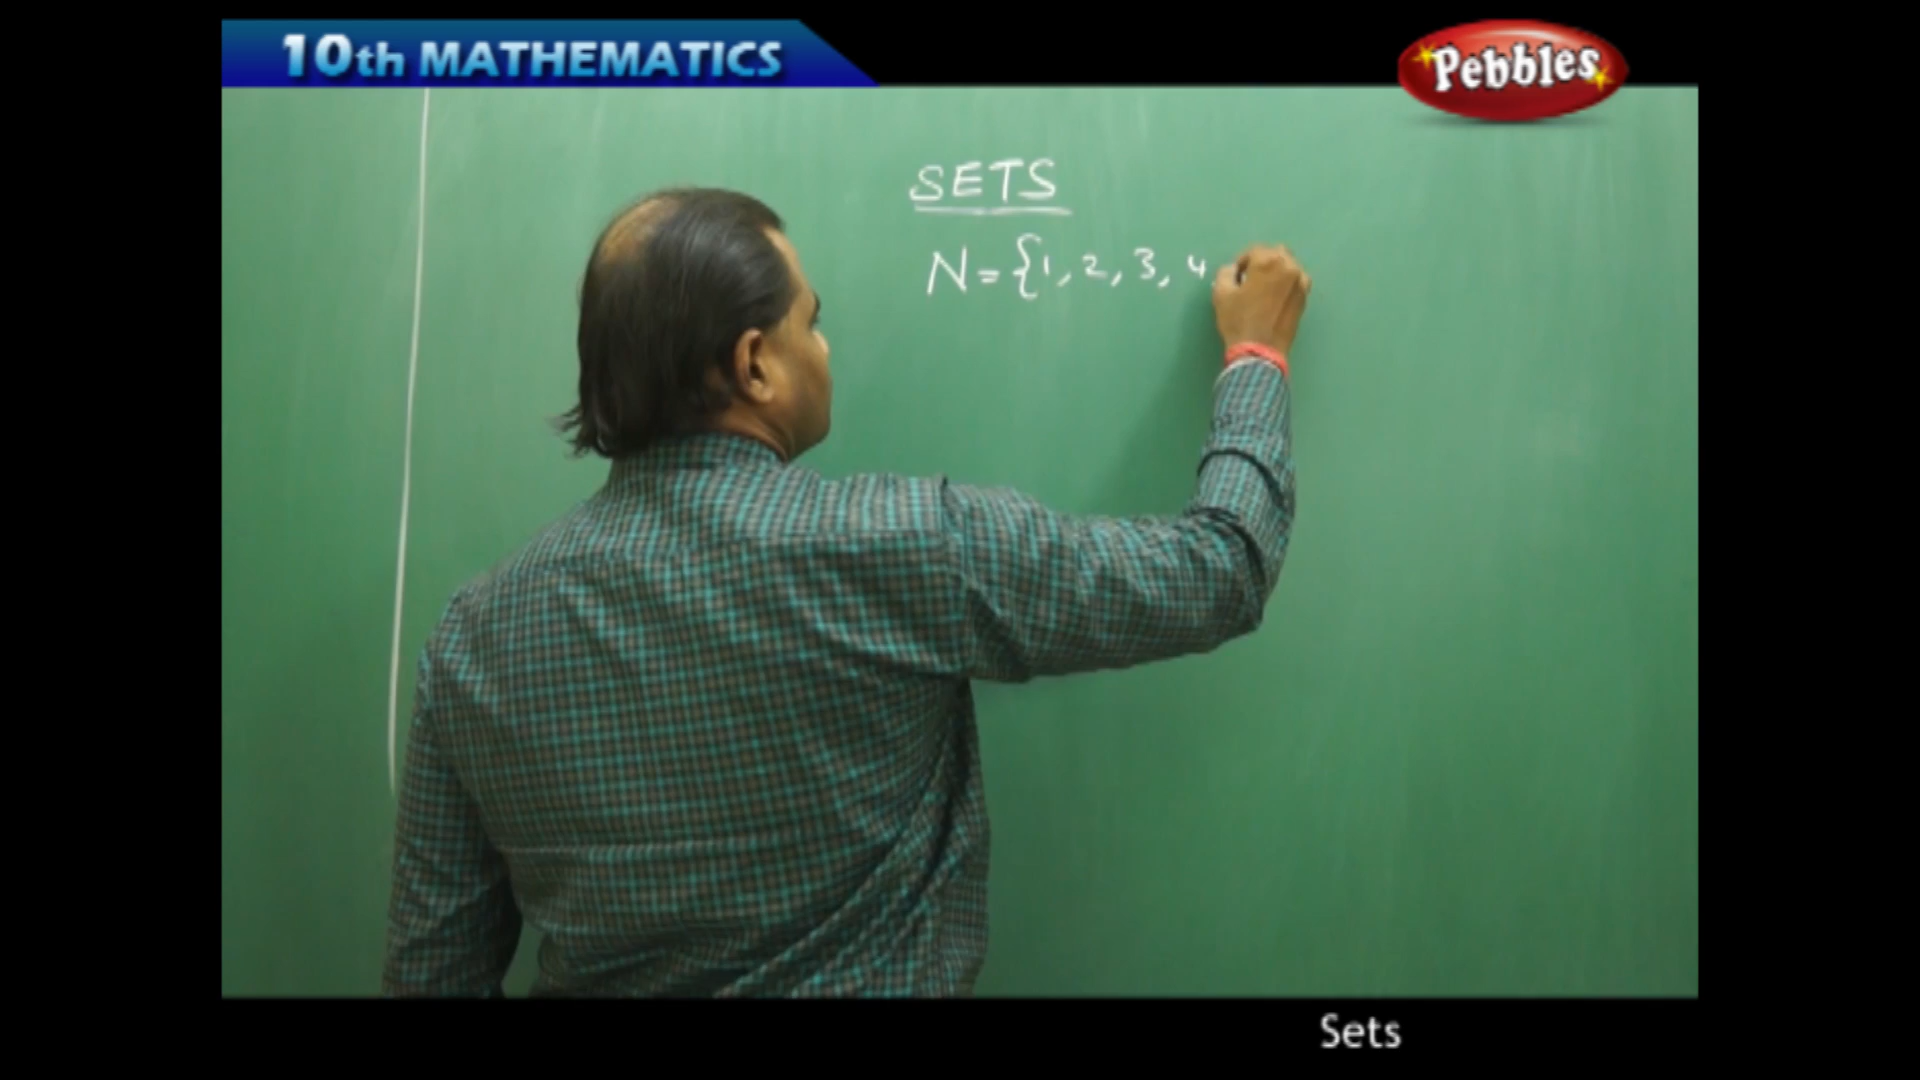 10th MATHEMATICS
Pebbles
SETS
N={1, 2, 3, 4,
Sets